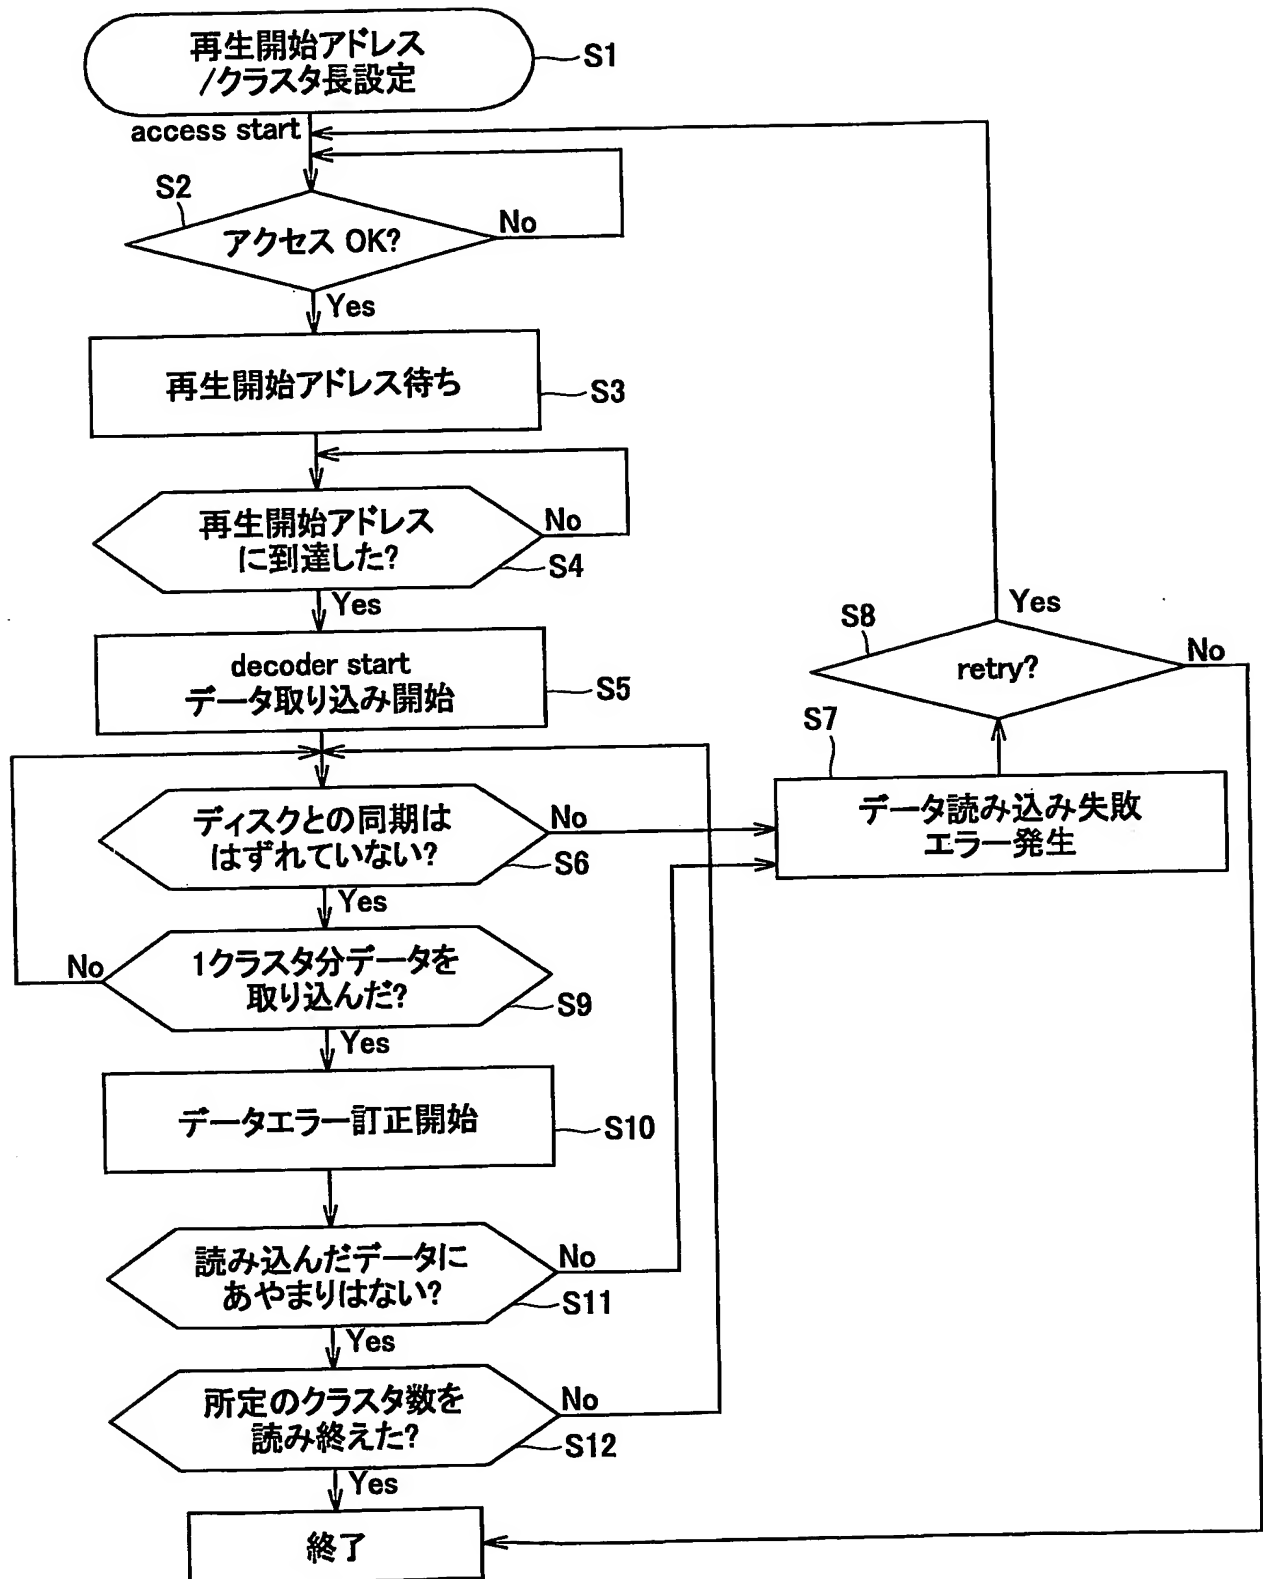 再生開始アドレス
/クラスタ長設定
S1
access start
S2
アクセス OK?
No
Yes
再生開始アドレス待ち
S3
再生開始アドレス
に到達した?
No
S4
Yes
decoder start
データ取り込み開始
S5
ディスクとの同期は
はずれていない?
No
S6
Yes
データ読み込み失敗
エラー発生
S7
retry?
S8
Yes
No
1クラスタ分データを
取り込んだ?
No
S9
Yes
データエラー訂正開始
S10
読み込んだデータに
あやまりはない?
No
S11
Yes
所定のクラスタ数を
読み終えた?
No
S12
Yes
終了